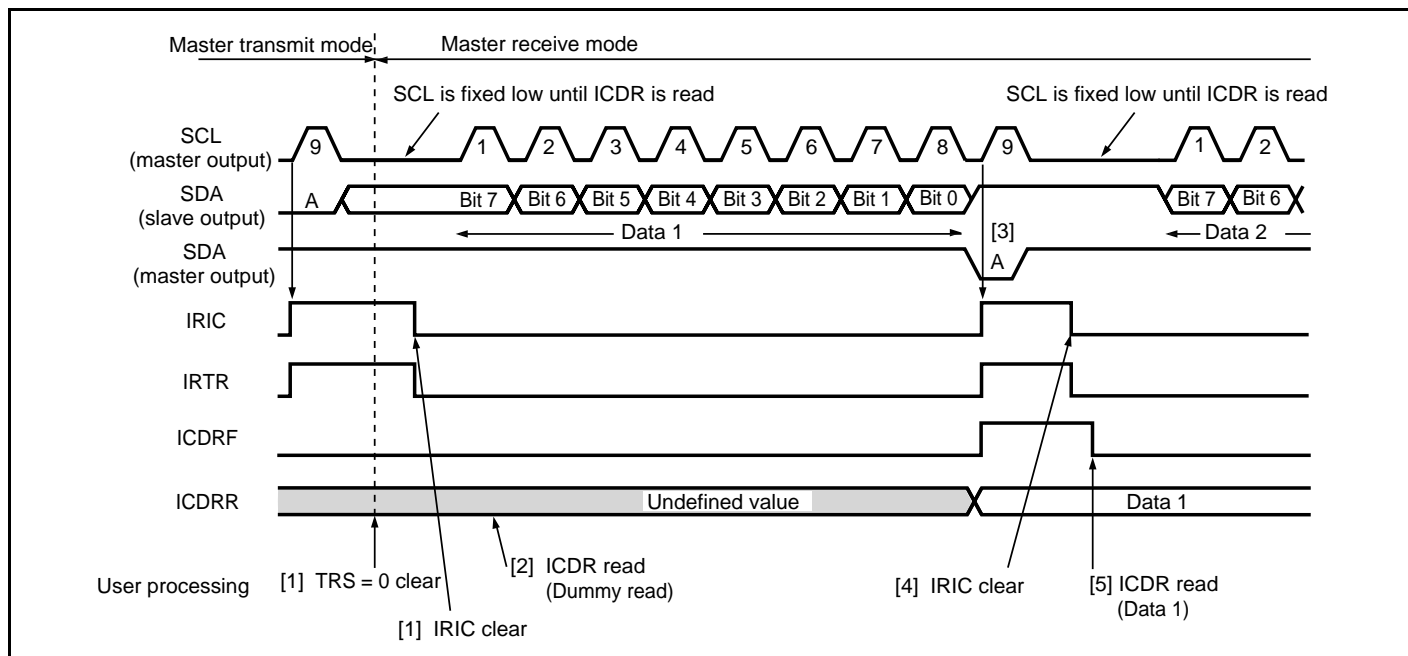 Master transmit mode
Master receive mode
SCL is fixed low until ICDR is read
SCL is fixed low until ICDR is read
SCL
(master output)
9 1 2 3 4 5 6 7 8 9 1 2
SDA
(slave output)
A Bit 7 Bit 6 Bit 5 Bit 4 Bit 3 Bit 2 Bit 1 Bit 0 Bit 7 Bit 6
Data 1 [3] Data 2
SDA
(master output)
A
IRIC
IRTR
ICDRF
ICDRR
Undefined value
Data 1
User processing
[1] TRS = 0 clear
[2] ICDR read
(Dummy read)
[4] IRIC clear
[5] ICDR read
(Data 1)
[1] IRIC clear